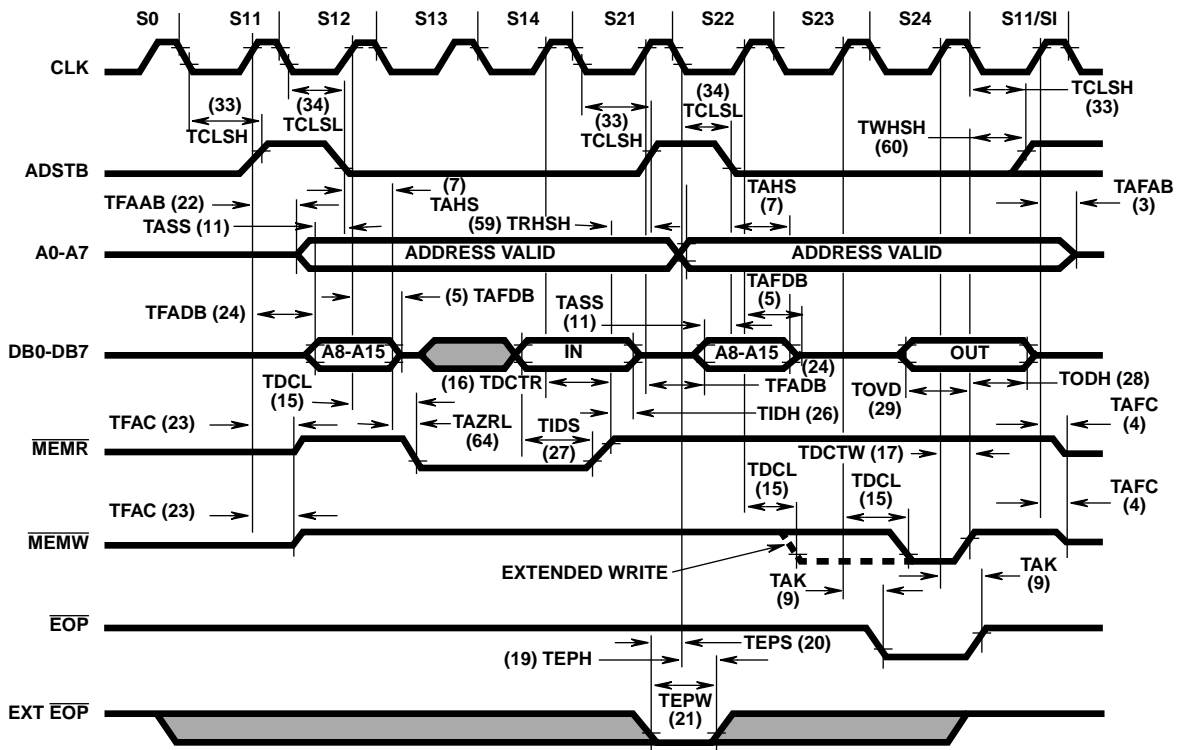 S0 S11 S12 S13 S14 S21 S22 S23 S24 S11/SI
CLK
(33)
TCLSH
(34)
TCLSL
(33)
TCLSH
(34)
TCLSL
TCLSH
(33)
TWHSH
(60)
ADSTB
TFAAB (22)
(7)
TAHS
TAHS
(7)
TAFAB
(3)
TASS (11)
(59) TRHSH
A0-A7
ADDRESS VALID
ADDRESS VALID
TFADB (24)
(5) TAFDB
TASS
(11)
TAFDB
(5)
DB0-DB7
A8-A15
IN
A8-A15
OUT
(24)
TFADB
(16) TDCTR
TDCL
(15)
TOVD
(29)
TODH (28)
TIDH (26)
TFAC (23)
TAZRL
(64)
TIDS
(27)
TAFC
(4)
MEMR
TDCTW (17)
TDCL
(15)
TDCL
(15)
TAFC
(4)
TFAC (23)
MEMW
EXTENDED WRITE
TAK
(9)
TAK
(9)
EOP
TEPS (20)
(19) TEPH
TEPW
(21)
EXT EOP